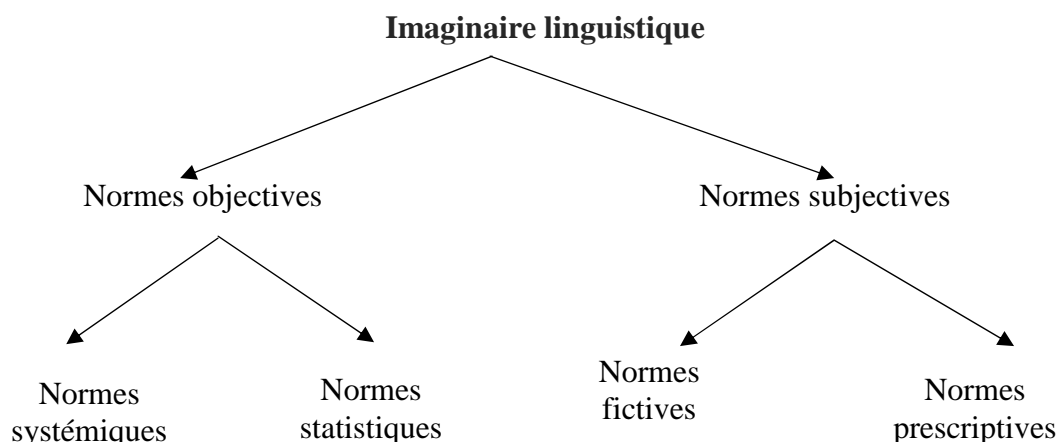 Imaginaire linguistique
Normes objectives
Normes subjectives
Normes
systémiques
Normes
statistiques
Normes
fictives
Normes
prescriptives